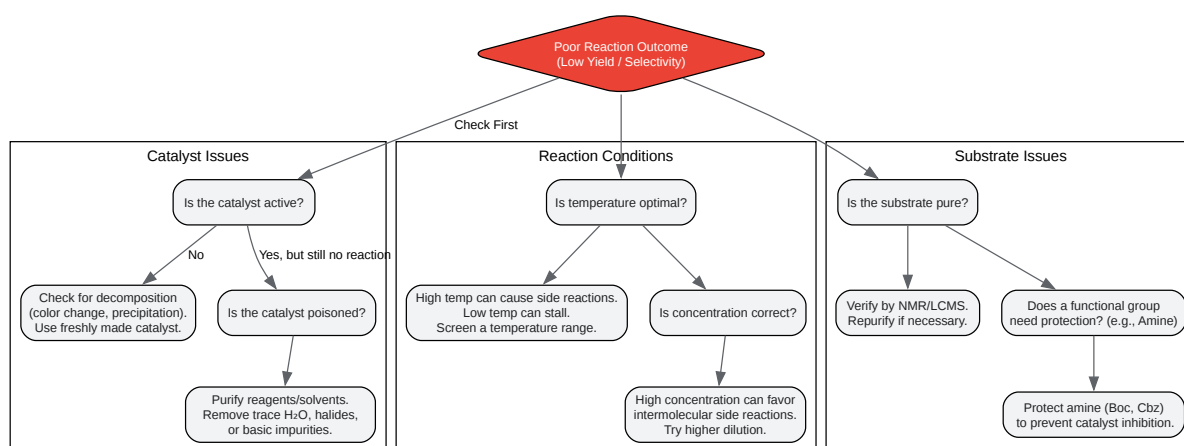 Poor Reaction Outcome
(Low Yield / Selectivity)
Check First
Catalyst Issues
Is the catalyst active?
No
Yes, but still no reaction
Check for decomposition
(color change, precipitation).
Use freshly made catalyst.
Is the catalyst poisoned?
Purify reagents/solvents.
Remove trace H₂O, halides,
or basic impurities.
Reaction Conditions
Is temperature optimal?
High temp can cause side reactions.
Low temp can stall.
Screen a temperature range.
Is concentration correct?
High concentration can favor
intermolecular side reactions.
Try higher dilution.
Substrate Issues
Is the substrate pure?
Verify by NMR/LCMS.
Repurify if necessary.
Does a functional group
need protection? (e.g., Amine)
Protect amine (Boc, Cbz)
to prevent catalyst inhibition.